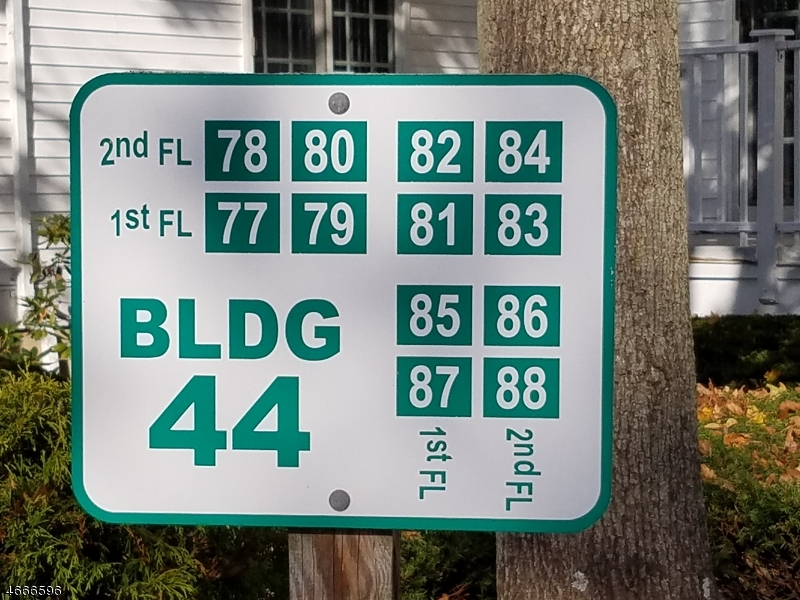 2nd FL 78 80 82 84
1st FL 77 79 81 83
85 86
BLDG
87 88
44
1st FL 2nd FL
4666596